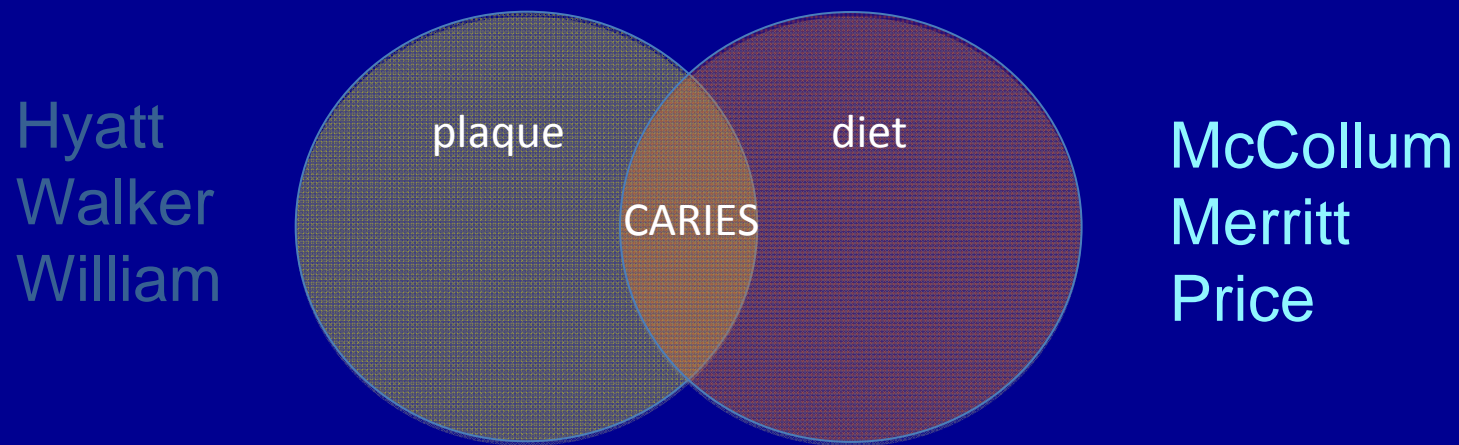 Hyatt
Walker
William
plaque
diet
CARIES
McCollum
Merritt
Price